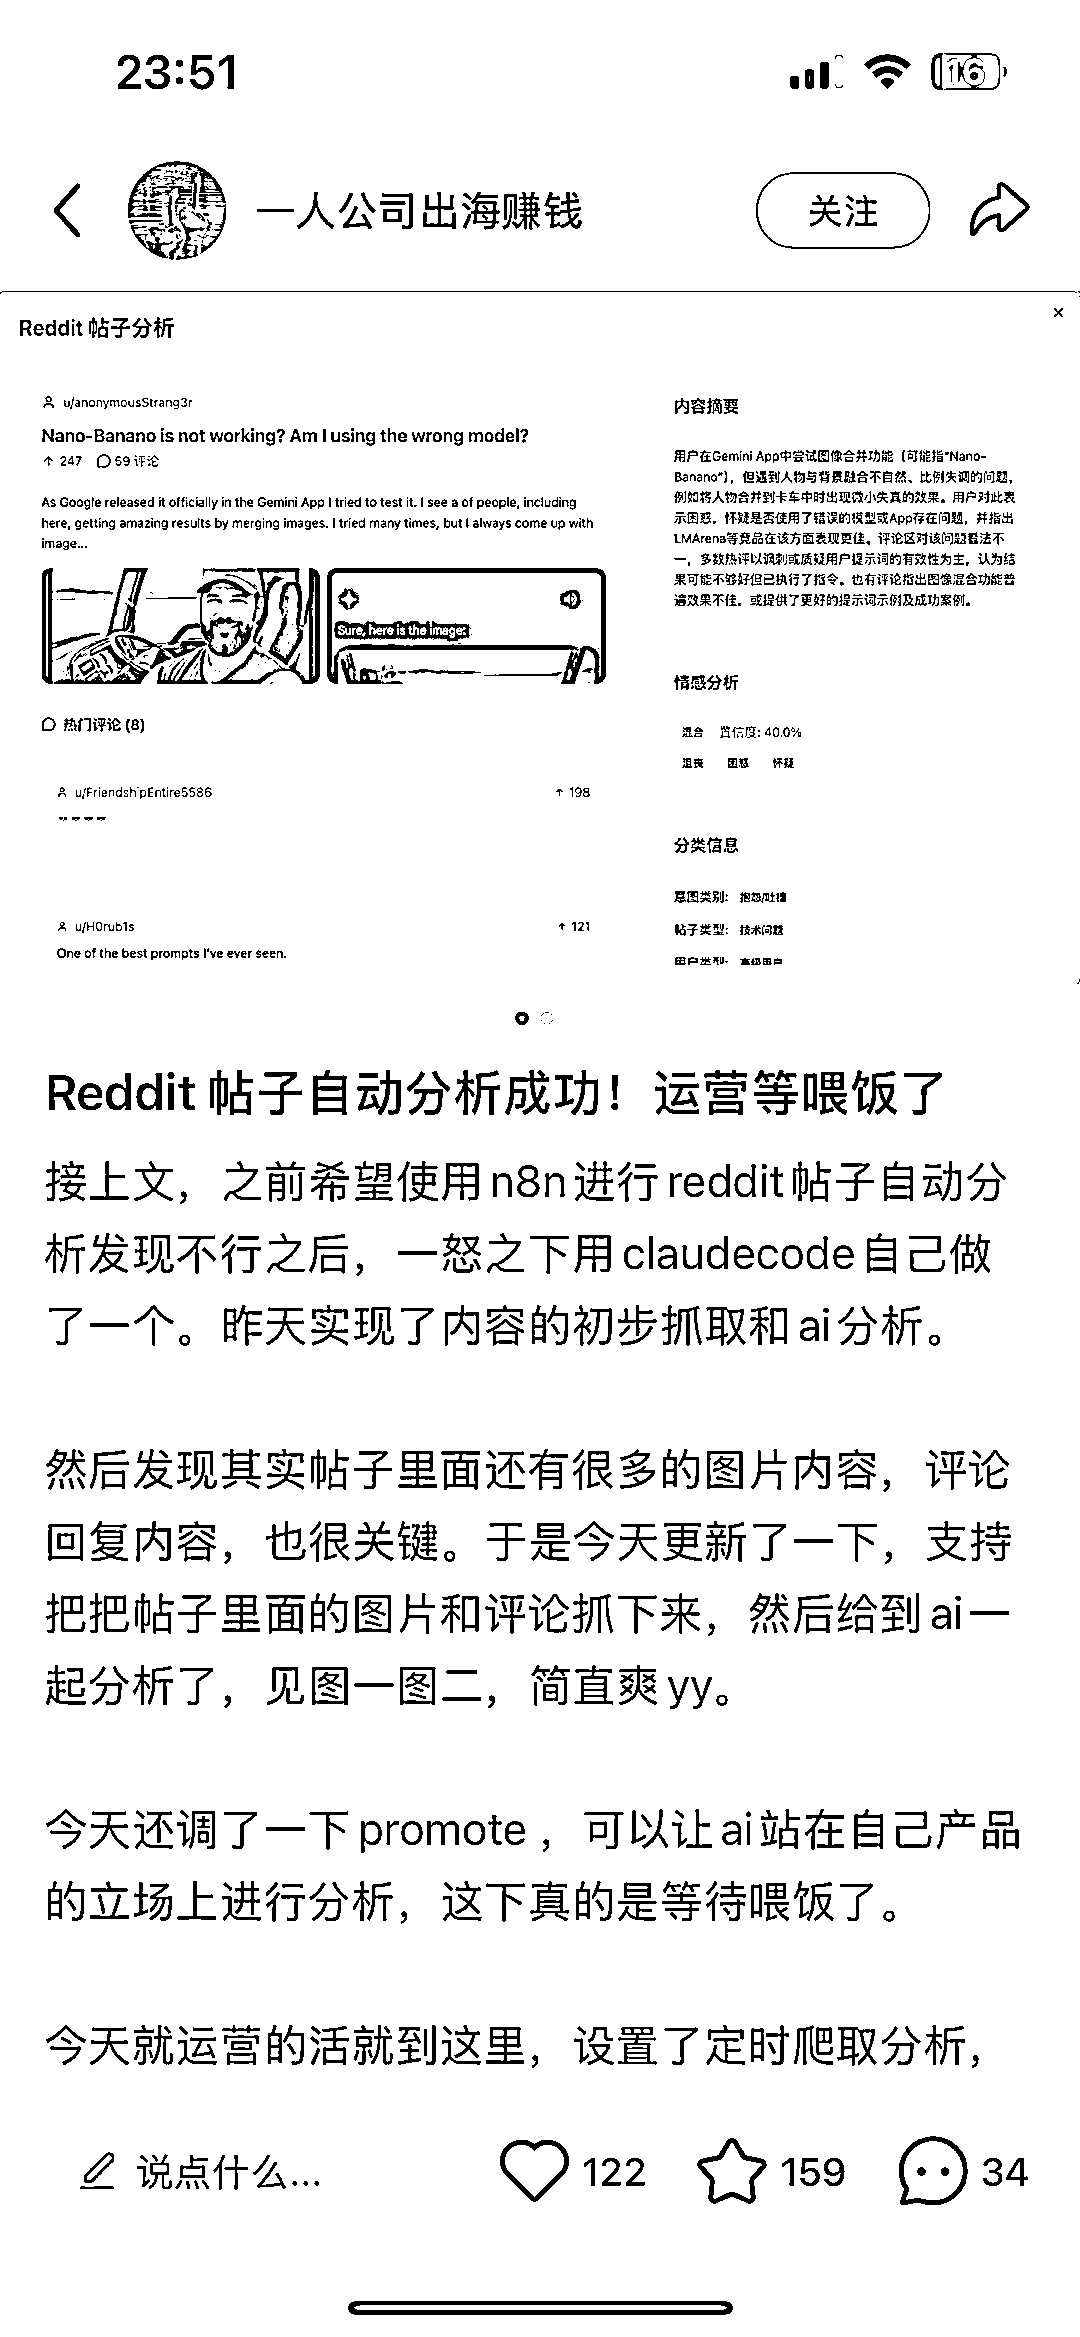 23:51
16
一人公司出海赚钱
关注
Reddit 帖子分析
×
u/anonymousStrang3r
Nano-Banano is not working? Am I using the wrong model?
↑ 247 59 评论
As Google released it officially in the Gemini App I tried to test it. I see a of people, including
here, getting amazing results by merging images. I tried many times, but I always come up with
image...
Sure, here is the image:
热门评论 (8)
u/FriendshipEntire5586 ↑ 198
u/H0rub1s ↑ 121
One of the best prompts I've ever seen.
内容摘要
用户在Gemini App中尝试图像合并功能（可能指"Nano-
Banano"），但遇到人物与背景融合不自然、比例失调的问题，
例如将人物合并到卡车中时出现微小失真的效果。用户对此表
示困惑，怀疑是否使用了错误的模型或App存在问题，并指出
LMArena等竞品在该方面表现更佳。评论区对该问题看法不
一，多数热评以讽刺或质疑用户提示词的有效性为主，认为结
果可能不够好但已执行了指令。也有评论指出图像混合功能普
遍效果不佳，或提供了更好的提示词示例及成功案例。
情感分析
混合 置信度: 40.0%
沮丧 困惑 怀疑
分类信息
意图类别: 抱怨/吐槽
帖子类型: 技术问题
用户类型: 高级用户
Reddit 帖子自动分析成功！运营等喂饭了
接上文，之前希望使用n8n进行reddit帖子自动分
析发现不行之后，一怒之下用claudecode自己做
了一个。昨天实现了内容的初步抓取和ai分析。
然后发现其实帖子里面还有很多的图片内容，评论
回复内容，也很关键。于是今天更新了一下，支持
把把帖子里面的图片和评论抓下来，然后给到ai一
起分析了，见图一图二，简直爽yy。
今天还调了一下promote ，可以让ai站在自己产品
的立场上进行分析，这下真的是等待喂饭了。
今天就运营的活就到这里，设置了定时爬取分析，
说点什么...
122
159
34